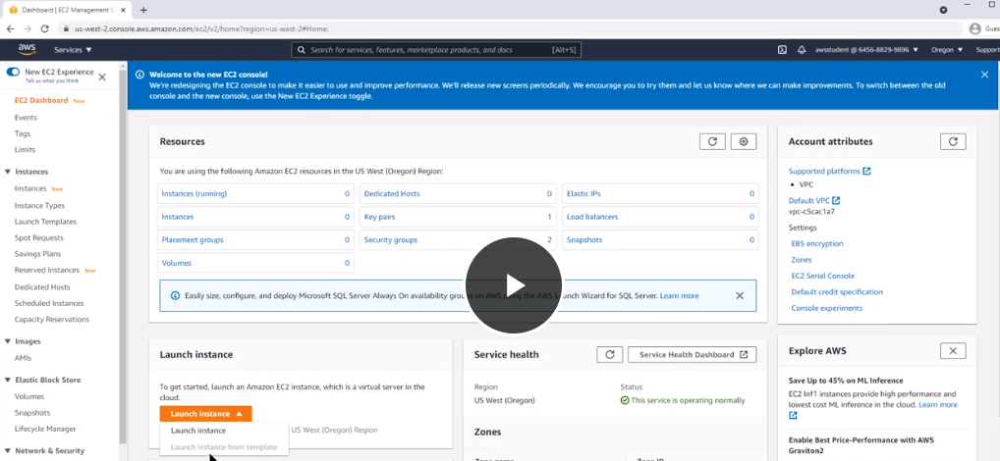 Dashboard | EC2 Management C
us-west-2.console.aws.amazon.com/ec2/v2/home?region=us-west-2#Home:
Guest
aws
Services
Search for services, features, marketplace products, and docs
[Alt+S]
awsstudent @ 6456-8829-9896
Oregon
Support
New EC2 Experience
Tell us what you think
Welcome to the new EC2 console!
We're redesigning the EC2 console to make it easier to use and improve performance. We'll release new screens periodically. We encourage you to try them and let us know where we can make improvements. To switch between the old
console and the new console, use the New EC2 Experience toggle.
EC2 Dashboard New
Events
Tags
Limits
Instances
Instances New
Instance Types
Launch Templates
Spot Requests
Savings Plans
Reserved Instances New
Dedicated Hosts
Scheduled Instances
Capacity Reservations
Images
AMIs
Elastic Block Store
Volumes
Snapshots
Lifecycle Manager
Network & Security
Resources
You are using the following Amazon EC2 resources in the US West (Oregon) Region:
Instances (running) 0
Dedicated Hosts 0
Elastic IPs 0
Instances 0
Key pairs 1
Load balancers 0
Placement groups 0
Security groups 2
Snapshots 0
Volumes 0
Easily size, configure, and deploy Microsoft SQL Server Always On availability groups on AWS using the AWS Launch Wizard for SQL Server. Learn more
Launch instance
To get started, launch an Amazon EC2 instance, which is a virtual server in the
cloud.
Launch instance
US West (Oregon) Region
Launch instance
Launch instance from template
Service health
Service Health Dashboard
Region
Status
US West (Oregon)
This service is operating normally
Zones
Zone name
Zone ID
Account attributes
Supported platforms
• VPC
Default VPC
vpc-c5cac1a7
Settings
EBS encryption
Zones
EC2 Serial Console
Default credit specification
Console experiments
Explore AWS
Save Up to 45% on ML Inference
EC2 Inf1 instances provide high performance and
lowest cost ML inference in the cloud. Learn more
Enable Best Price-Performance with AWS
Graviton2